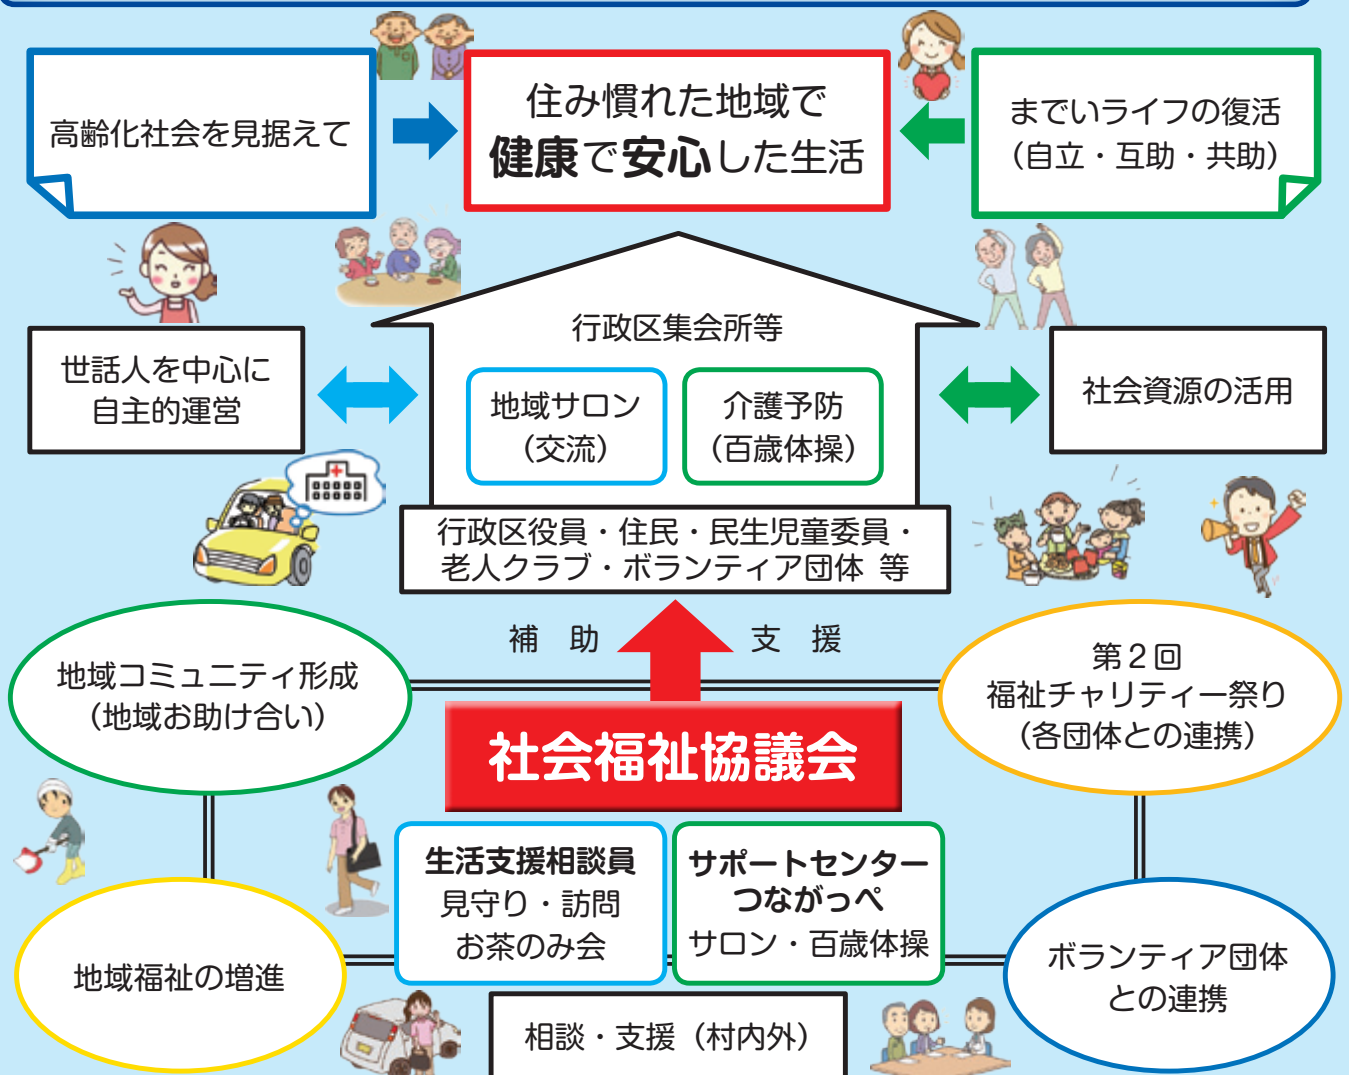 高齢化社会を見据えて
住み慣れた地域で
健康で安心した生活
までいライフの復活
（自立・互助・共助）
行政区集会所等
世話人を中心に
自主的運営
地域サロン
（交流）
介護予防
（百歳体操）
社会資源の活用
行政区役員・住民・民生児童委員・
老人クラブ・ボランティア団体 等
補 助
支 援
地域コミュニティ形成
（地域お助け合い）
第２回
福祉チャリティー祭り
（各団体との連携）
社会福祉協議会
生活支援相談員
見守り・訪問
お茶のみ会
サポートセンター
つながっぺ
サロン・百歳体操
地域福祉の増進
ボランティア団体
との連携
相談・支援（村内外）